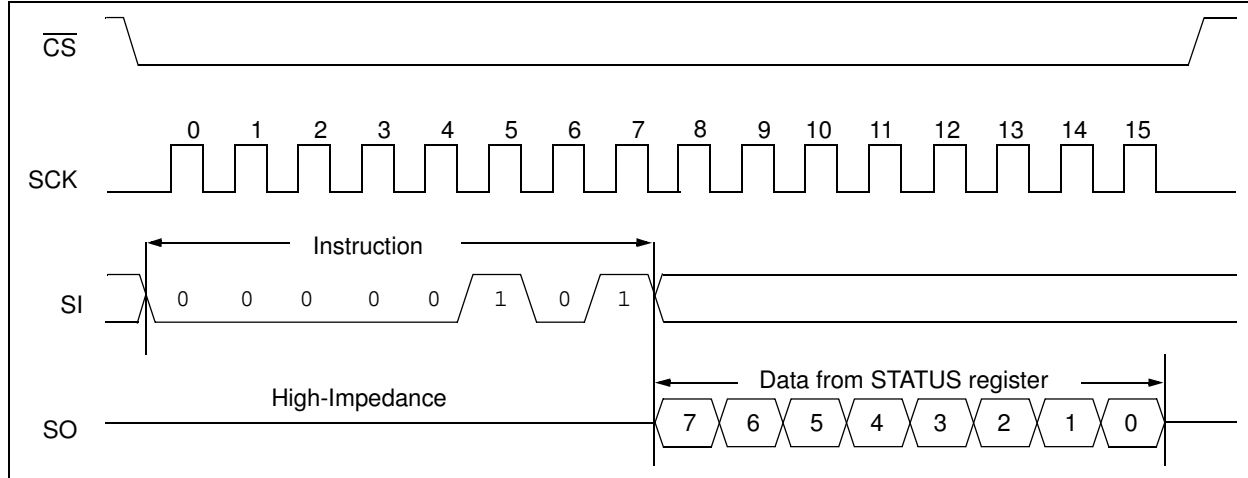 CS
0 1 2 3 4 5 6 7 8 9 10 11 12 13 14 15
SCK
Instruction
SI 0 0 0 0 0 1 0 1
Data from STATUS register
High-Impedance
SO 7 6 5 4 3 2 1 0